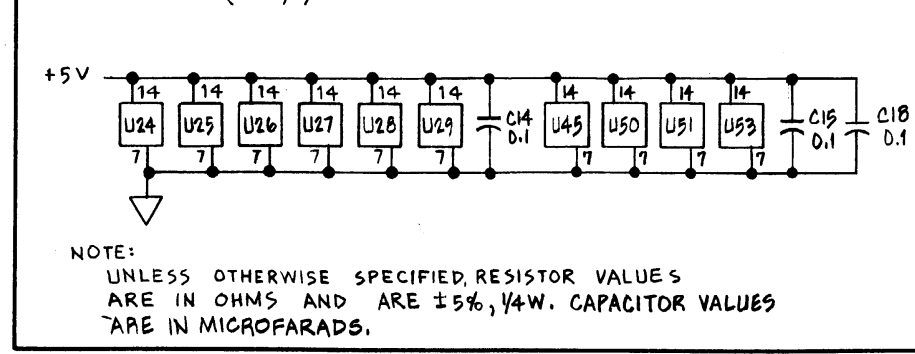 +5V
14 14 14 14 14 14 14 14 14 14
U24 U25 U26 U27 U28 U29 C14 0.1 U45 U50 U51 U53 C15 0.1 C18 0.1
7 7 7 7 7 7 7 7 7 7
NOTE:
UNLESS OTHERWISE SPECIFIED, RESISTOR VALUES
ARE IN OHMS AND ARE ±5%, 1/4W. CAPACITOR VALUES
ARE IN MICROFARADS.